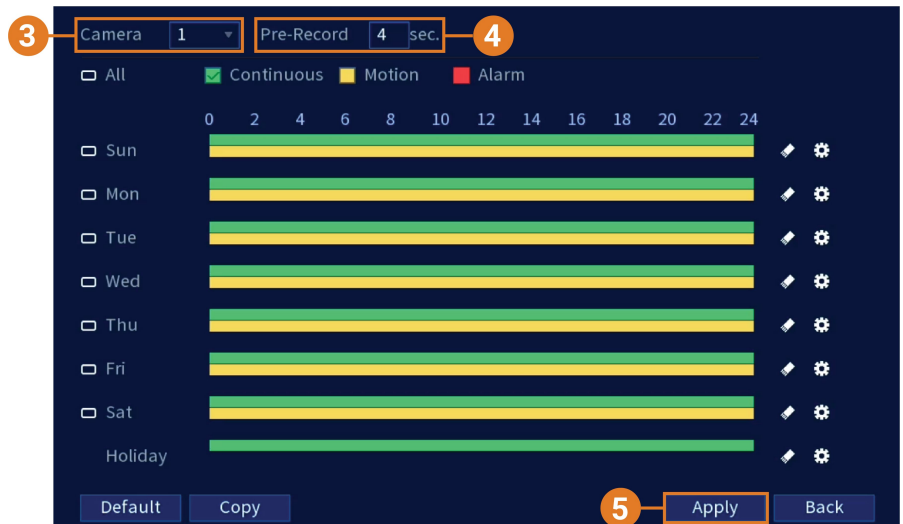 3 Camera 1 Pre-Record 4 sec. 4
All Continuous Motion Alarm
0 2 4 6 8 10 12 14 16 18 20 22 24
Sun
Mon
Tue
Wed
Thu
Fri
Sat
Holiday
Default Copy 5 Apply Back